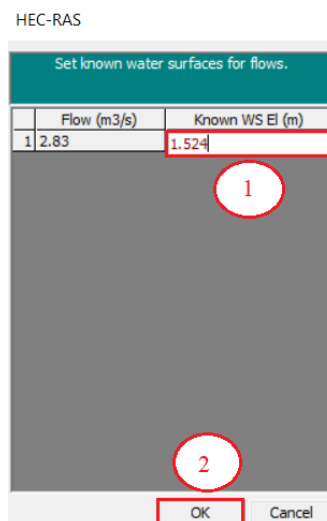 HEC-RAS
Set known water surfaces for flows.
Flow (m3/s) Known WS El (m)
1 2.83 1.524
1
2
OK Cancel